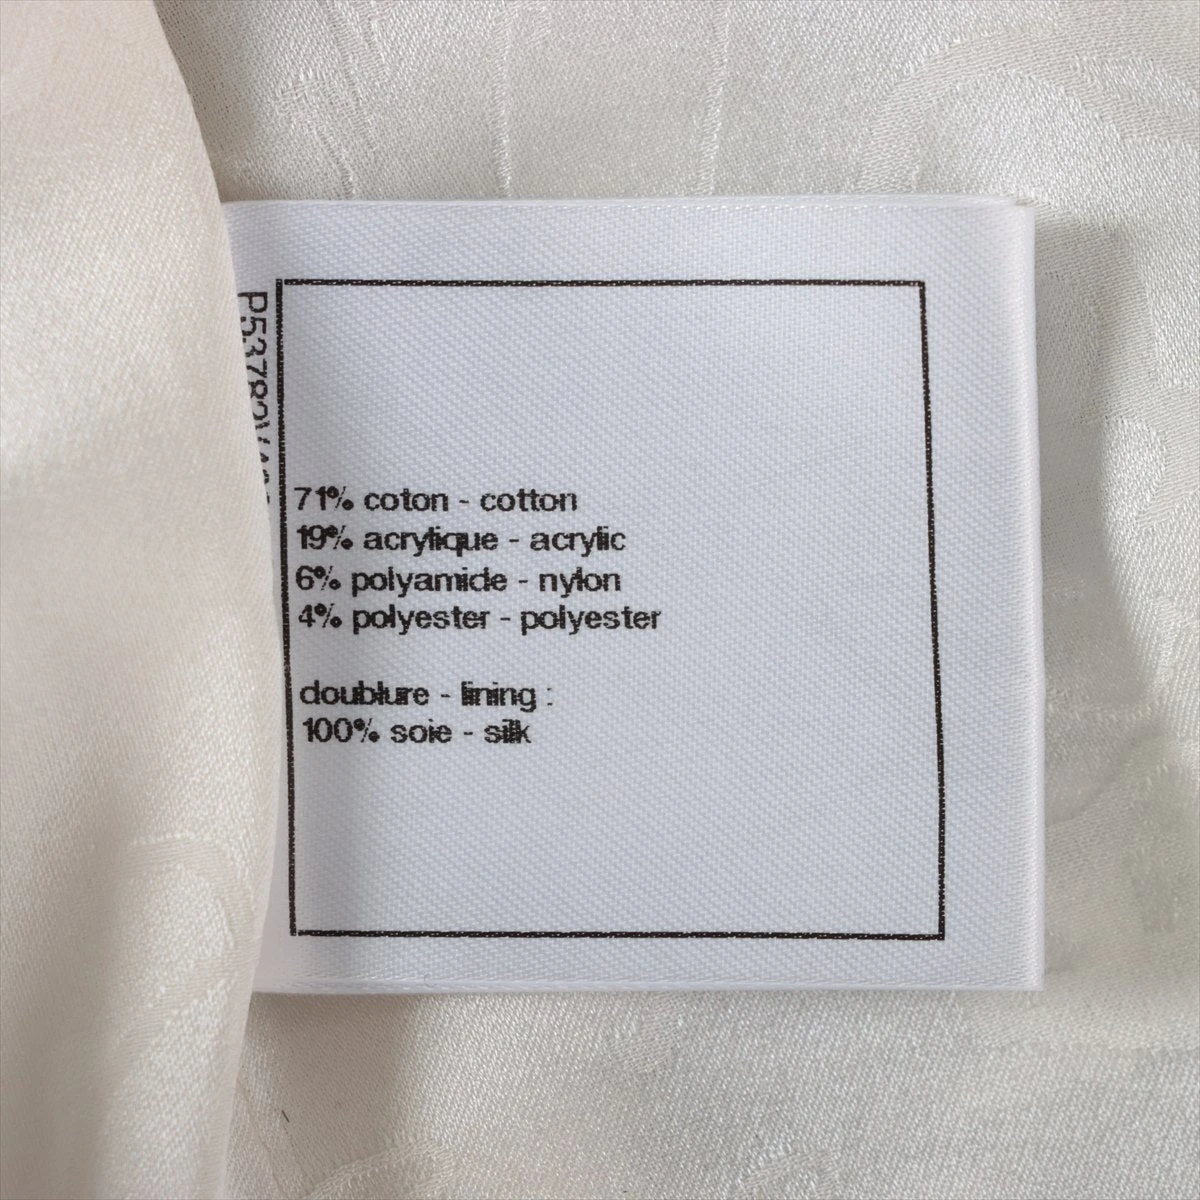 71% coton - cotton
19% acrylique - acrylic
6% polyamide - nylon
4% polyester - polyester
doublure - lining :
100% soie - silk